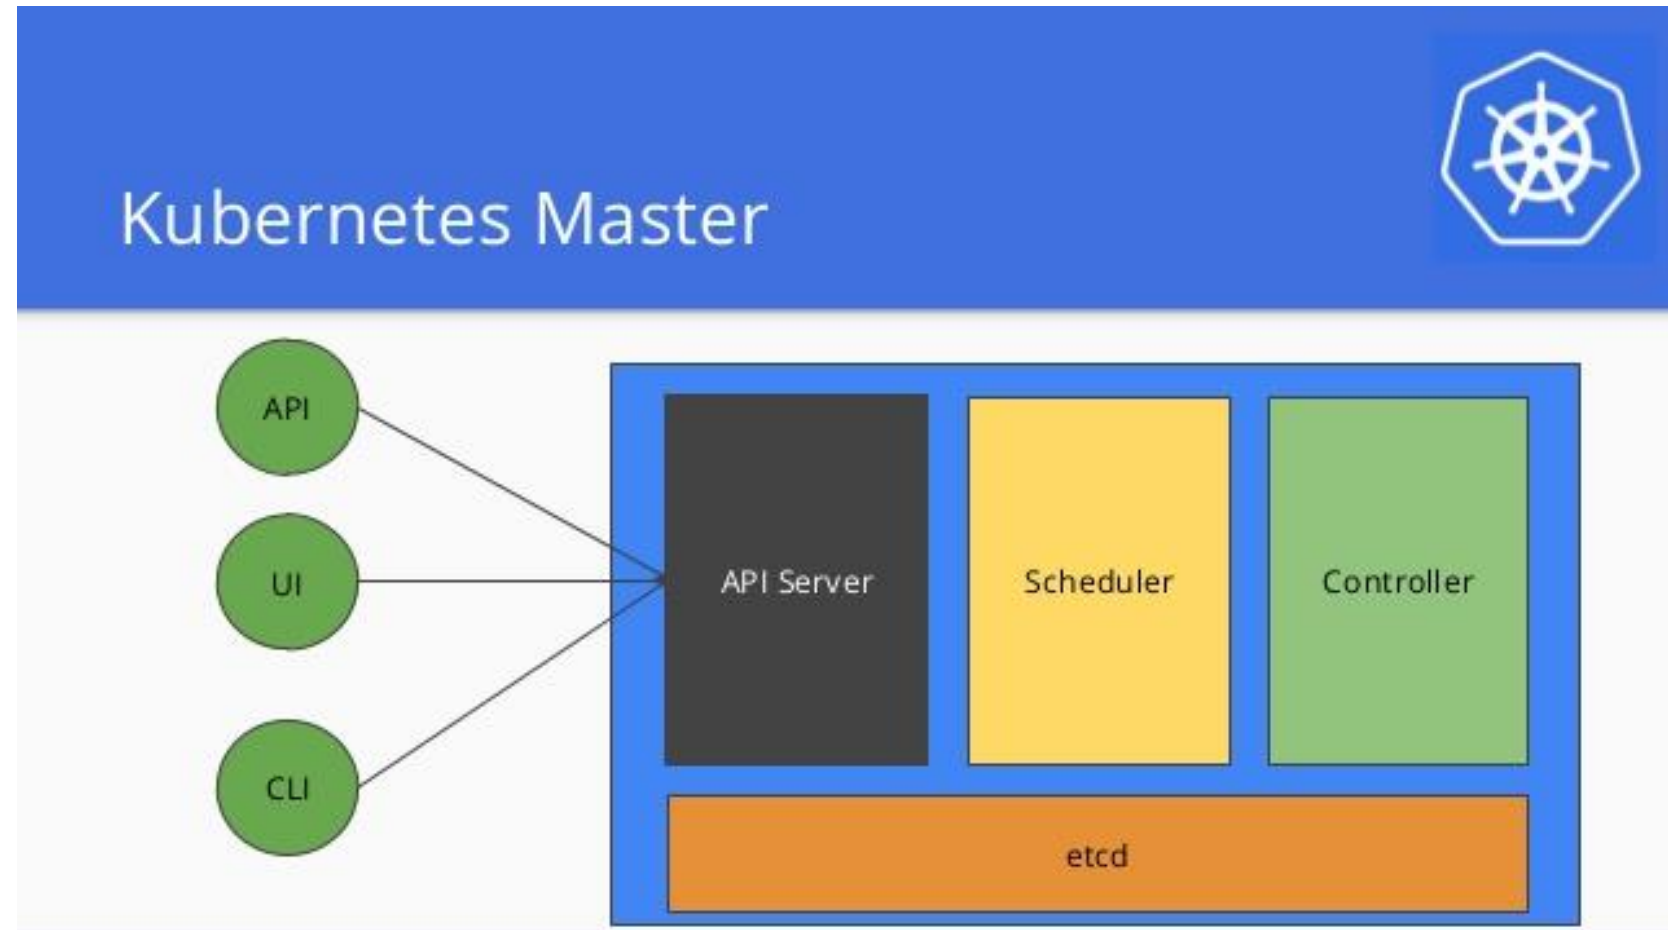 Kubernetes Master
API
UI
CLI
API Server
Scheduler
Controller
etcd